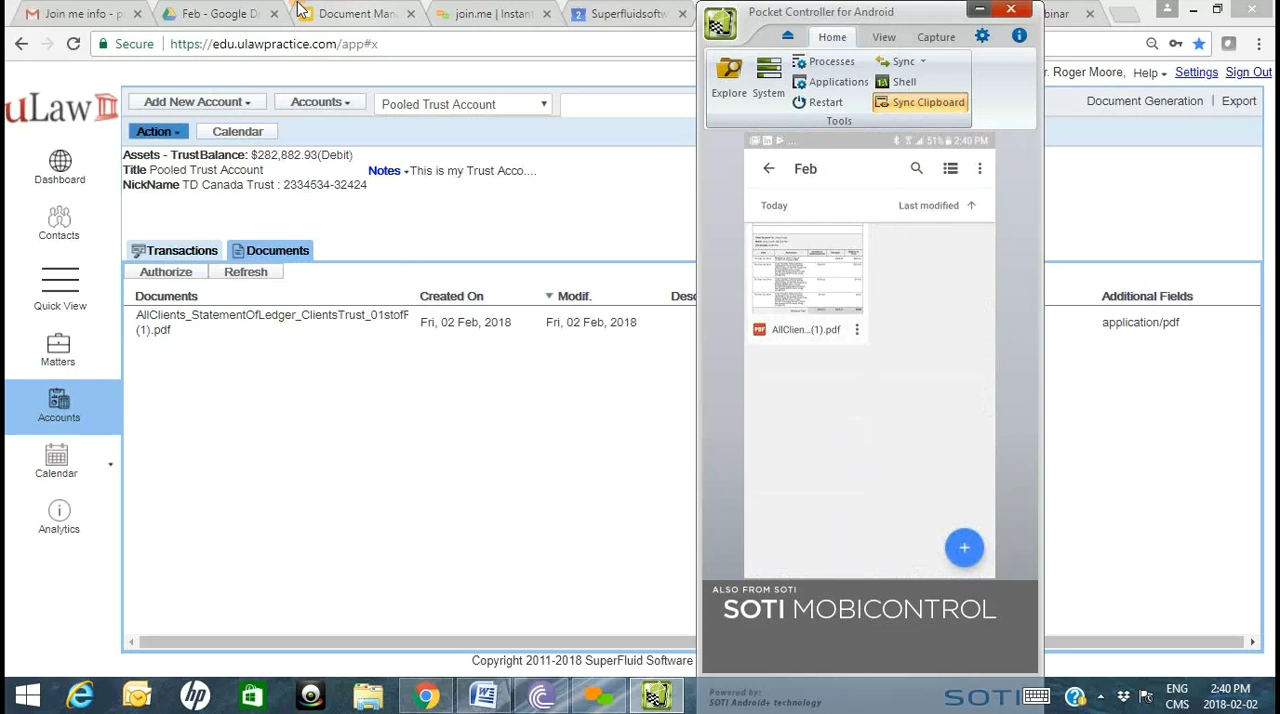 Join me info -
Feb - Google D
Document Man
join.me | Instant
Superfluidsoftw
binar
Secure
https://edu.ulawpractice.com/app#x
uLaw
r. Roger Moore,
Help
Settings
Sign Out
Add New Account
Accounts
Pooled Trust Account
Document Generation
Export
Action
Calendar
Assets - TrustBalance: $282,882.93(Debit)
Title Pooled Trust Account
Notes
This is my Trust Acco....
NickName TD Canada Trust : 2334534-32424
Transactions
Documents
Authorize
Refresh
Documents
Created On
Modif.
Desc
Additional Fields
AllClients_StatementOfLedger_ClientsTrust_01stofF
(1).pdf
Fri, 02 Feb, 2018
Fri, 02 Feb, 2018
application/pdf
Dashboard
Contacts
Quick View
Matters
Accounts
Calendar
Analytics
Copyright 2011-2018 SuperFluid Software
Pocket Controller for Android
Home
View
Capture
Explore
System
Processes
Applications
Restart
Sync
Shell
Sync Clipboard
Tools
51%
2:40 PM
Feb
Today
Last modified
PDF
AllClien...(1).pdf
ALSO FROM SOTI
SOTI MOBICONTROL
Powered by:
SOTI Android+ technology
SOTI
ENG
CMS
2:40 PM
2018-02-02